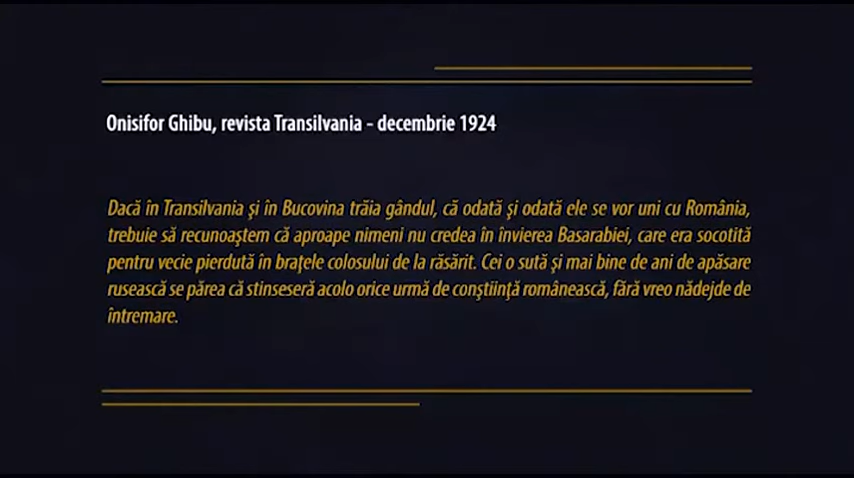 Onisifor Ghibu, revista Transilvania - decembrie 1924
Dacă în Transilvania şi în Bucovina trăia gândul, că odată şi odată ele se vor uni cu România,
trebuie să recunoaştem că aproape nimeni nu credea în învierea Basarabiei, care era socotită
pentru vecie pierdută în braţele colosului de la răsărit. Cei o sută şi mai bine de ani de apăsare
rusească se părea că stinseseră acolo orice urmă de conştiinţă românească, fără vreo nădejde de
întremare.